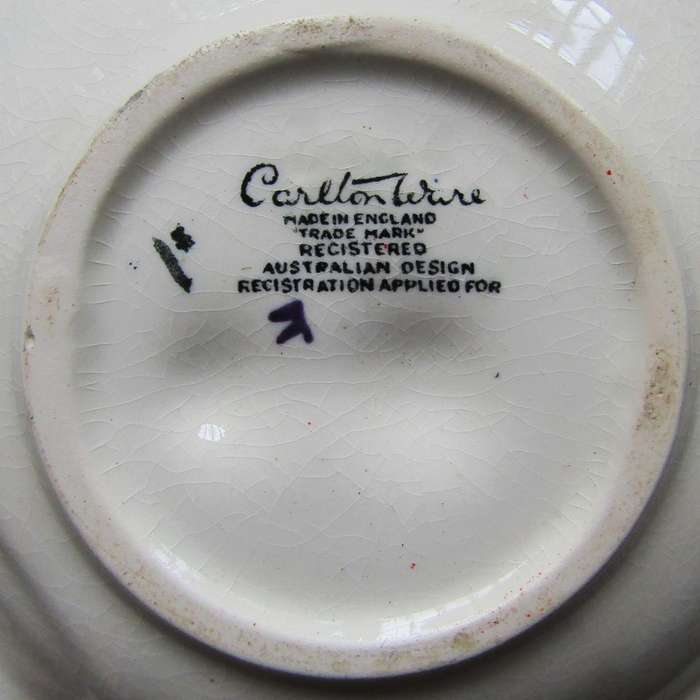 Carlton Ware
MADE IN ENGLAND
"TRADE MARK"
REGISTERED
AUSTRALIAN DESIGN
REGISTRATION APPLIED FOR